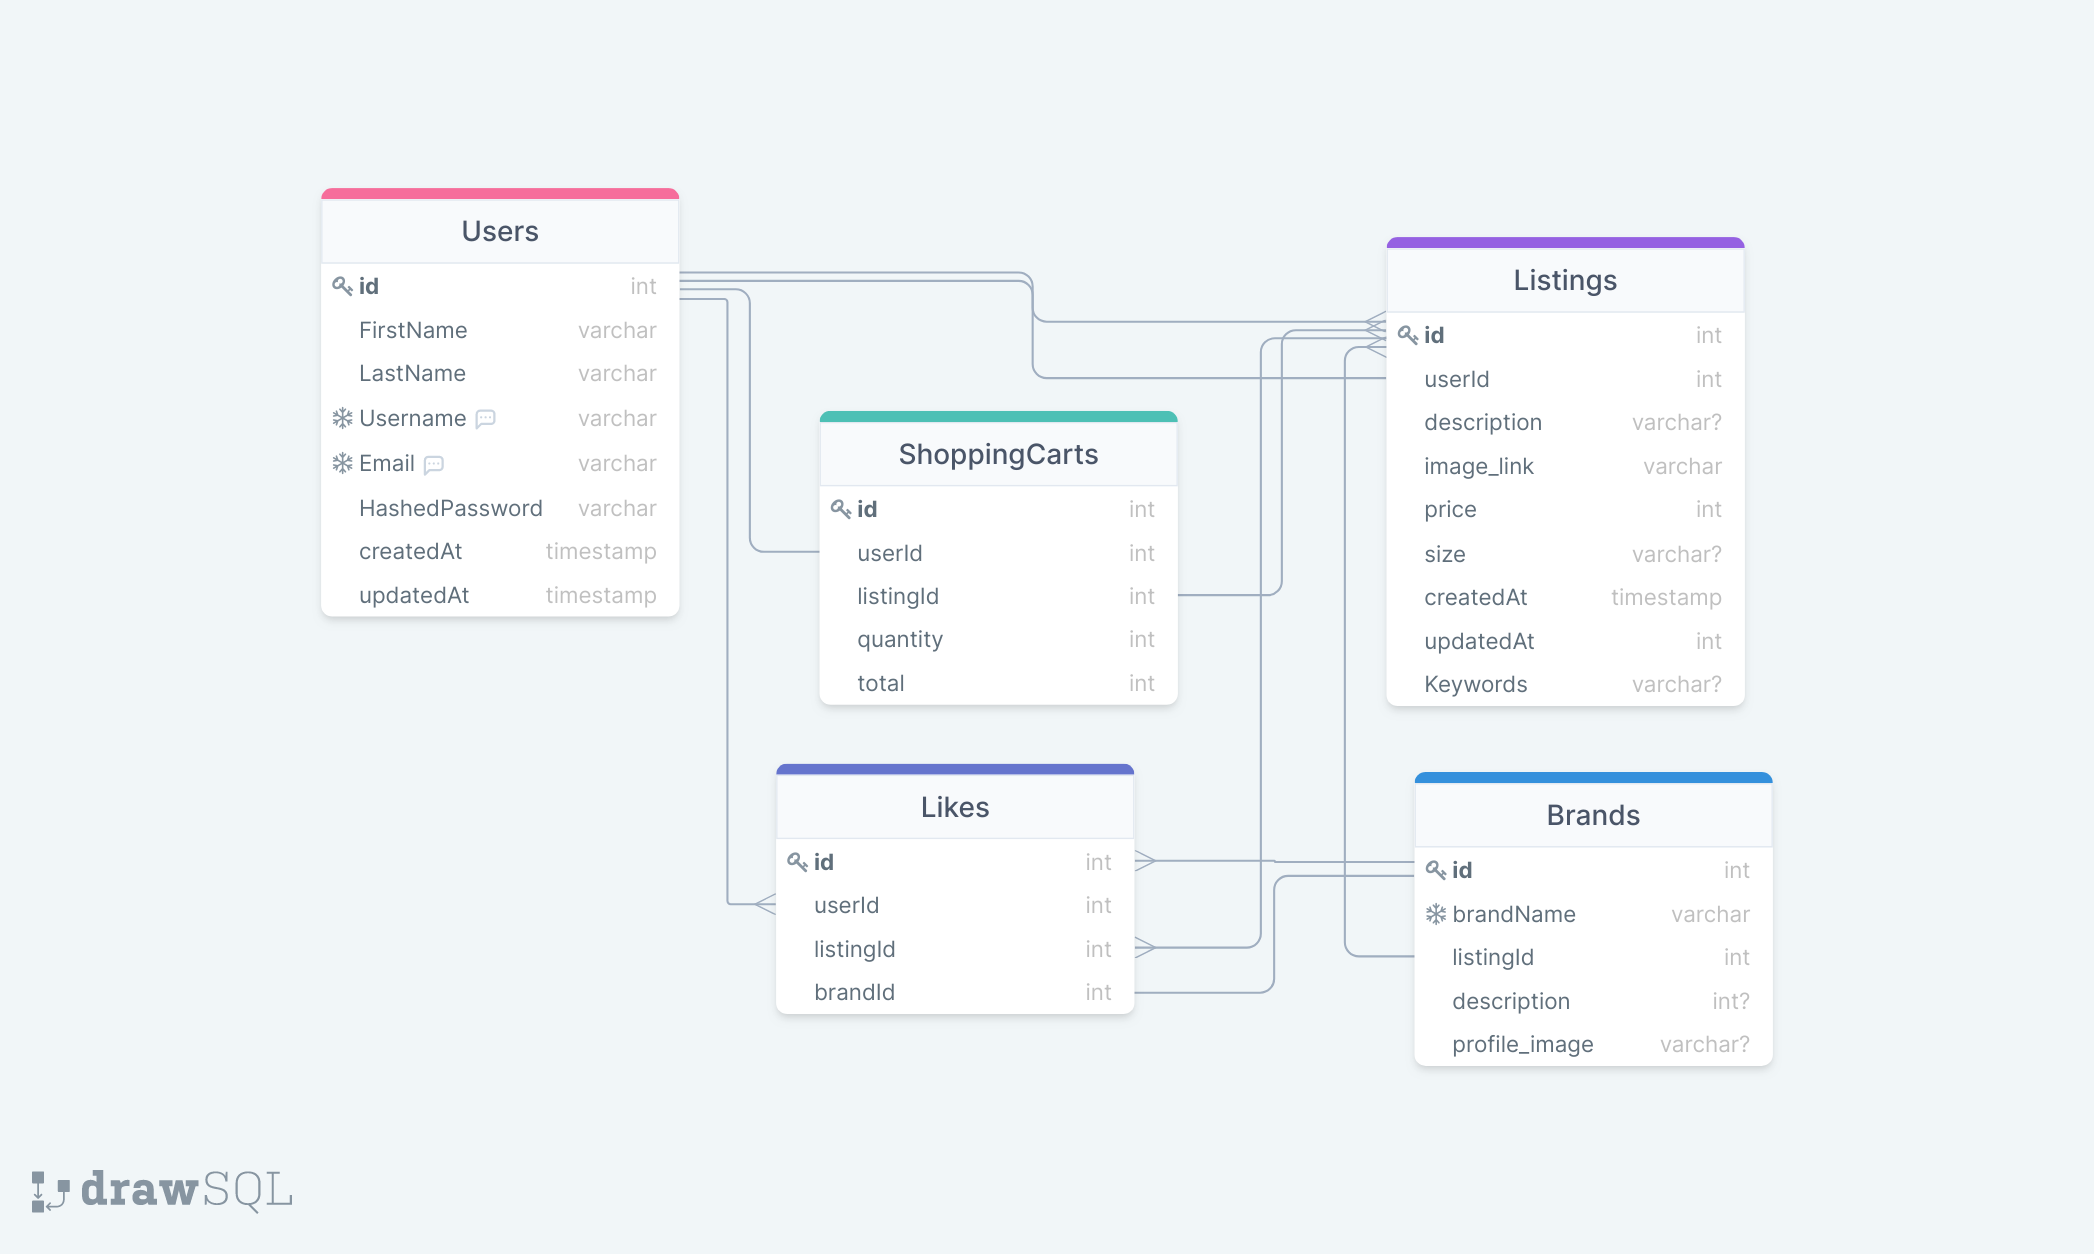 Users
id int
FirstName varchar
LastName varchar
Username varchar
Email varchar
HashedPassword varchar
createdAt timestamp
updatedAt timestamp
Listings
id int
userId int
description varchar?
image_link varchar
price int
size varchar?
createdAt timestamp
updatedAt int
Keywords varchar?
ShoppingCarts
id int
userId int
listingId int
quantity int
total int
Likes
id int
userId int
listingId int
brandId int
Brands
id int
brandName varchar
listingId int
description int?
profile_image varchar?
drawSQL